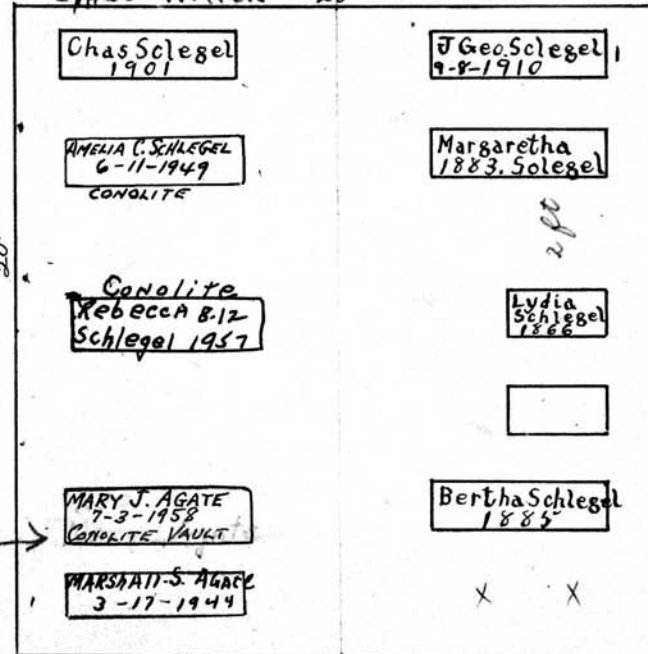 Chas Sclegel
1901
J Geo. Sclegel
9-8-1910
AMELIA C. SCHLEGEL
6-11-1949
CONOLITE
Margaretha
1883. Solegel
2 ft
20
Conolite
RebeccA 8-12
Schlegel 1957
Lydia
Schlegel
1866
MARY J. AGATE
7-3-1958
CONOLITE VAULT
Bertha Schlegel
1885
MARSHAll-S. AGATE
3-17-1944
X X